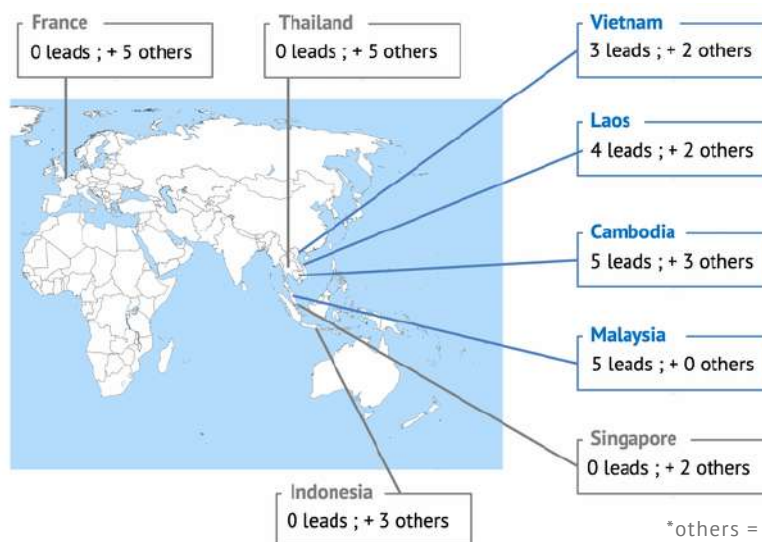 France
0 leads ; + 5 others
Thailand
0 leads ; + 5 others
Vietnam
3 leads ; + 2 others
Laos
4 leads ; + 2 others
Cambodia
5 leads ; + 3 others
Malaysia
5 leads ; + 0 others
Singapore
0 leads ; + 2 others
Indonesia
0 leads ; + 3 others
*others =